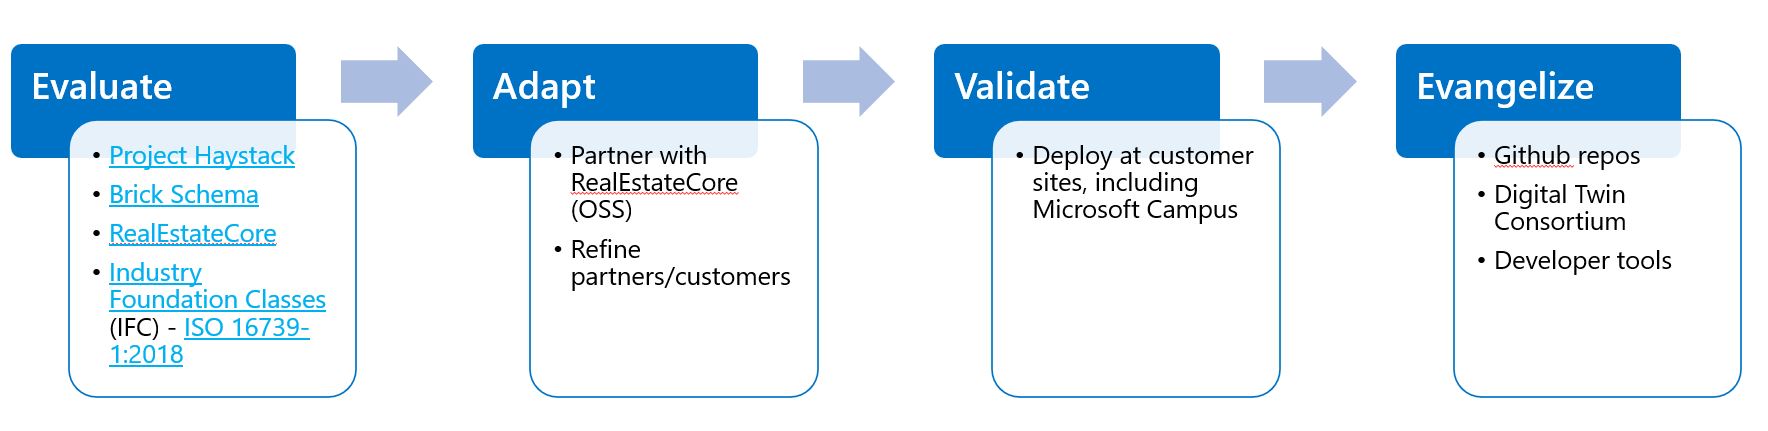 Evaluate
• Project Haystack
• Brick Schema
• RealEstateCore
• Industry
Foundation Classes
(IFC) - ISO 16739-
1:2018
Adapt
• Partner with
RealEstateCore
(OSS)
• Refine
partners/customers
Validate
• Deploy at customer
sites, including
Microsoft Campus
Evangelize
• Github repos
• Digital Twin
Consortium
• Developer tools